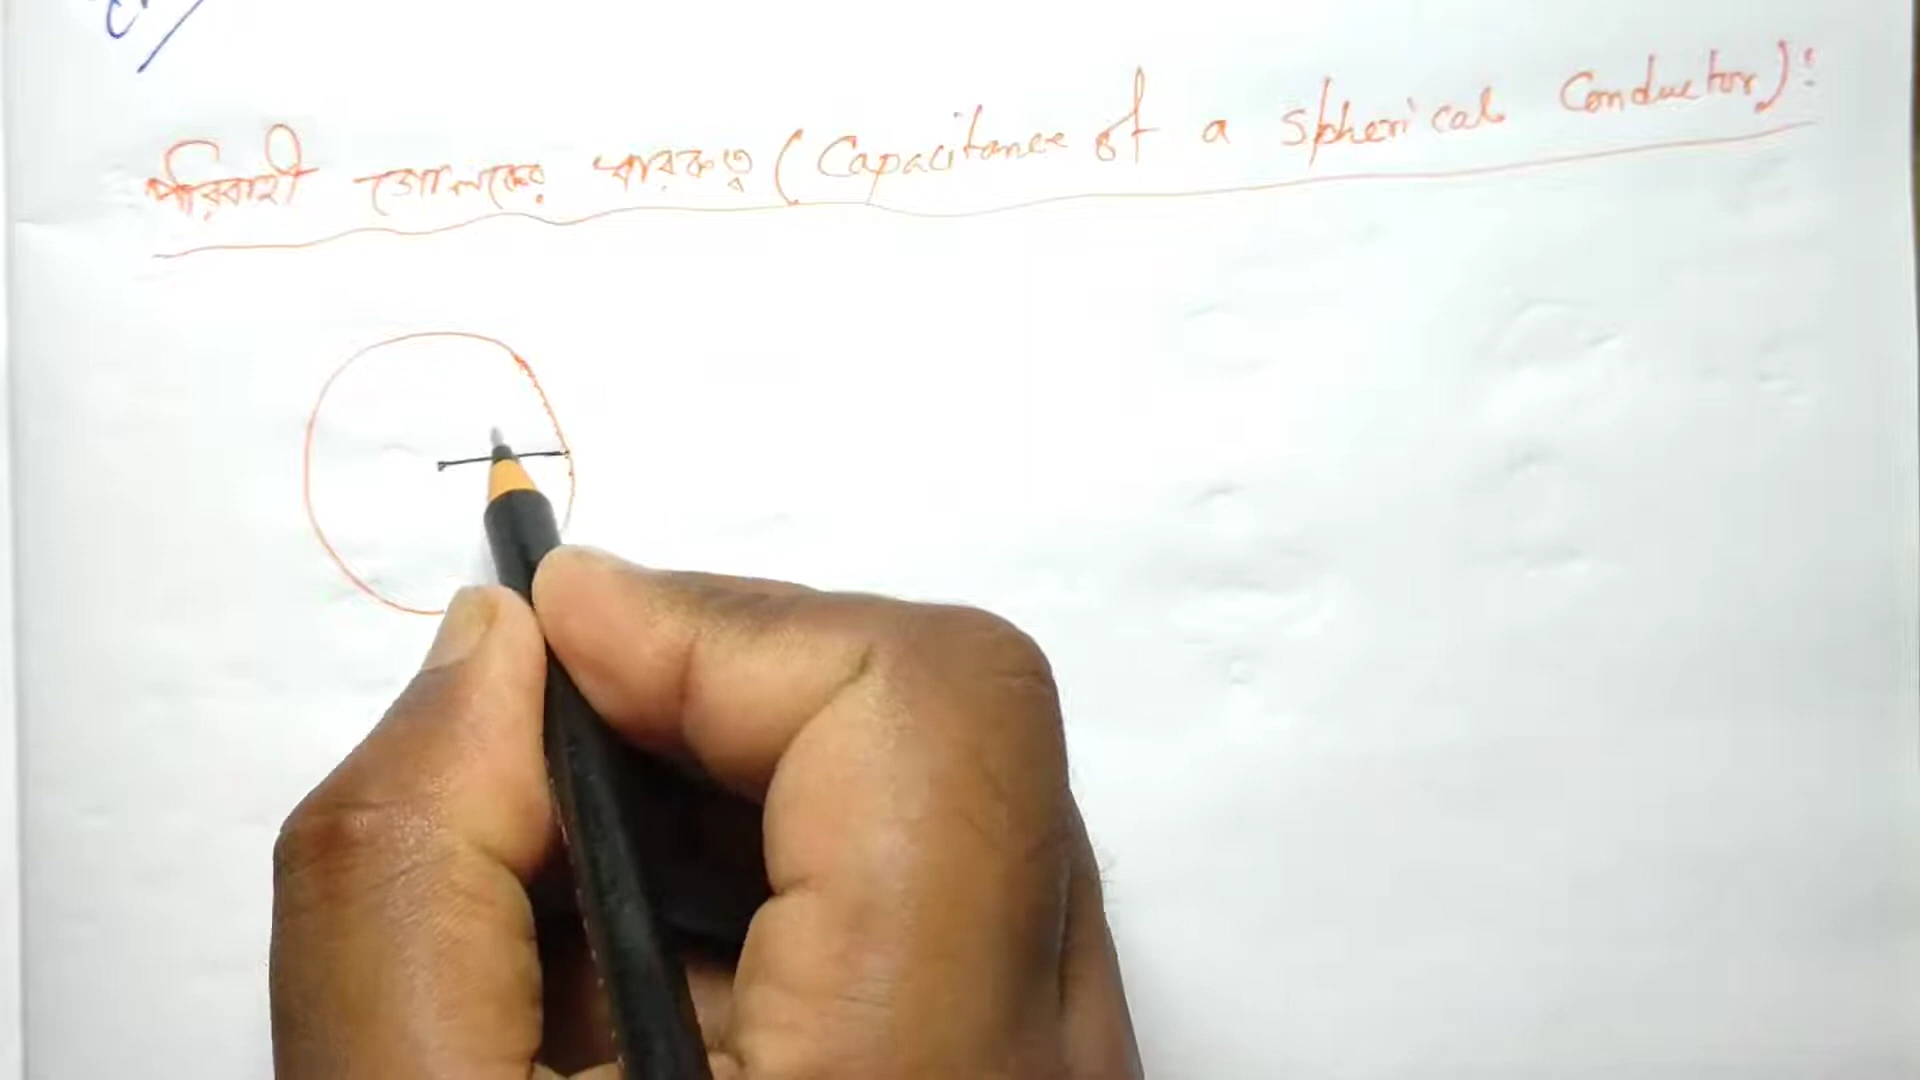 পরিবাহী গোলকের ধারকত্ব (Capacitance of a Spherical Conductor):